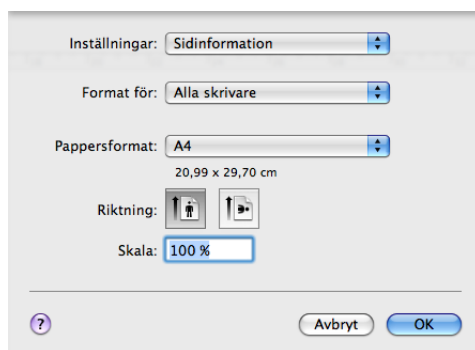 Inställningar: Sidinformation
Format för: Alla skrivare
Pappersformat: A4
20,99 x 29,70 cm
Riktning:
Skala: 100 %
? Avbryt OK